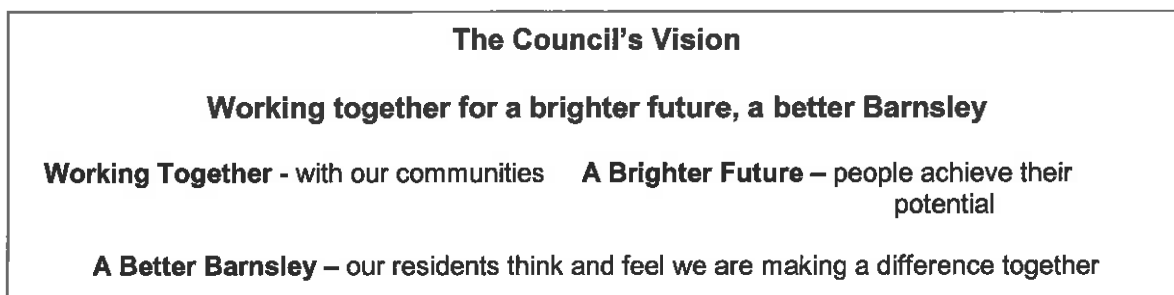 The Council's Vision
Working together for a brighter future, a better Barnsley
Working Together - with our communities    A Brighter Future – people achieve their
potential
A Better Barnsley – our residents think and feel we are making a difference together